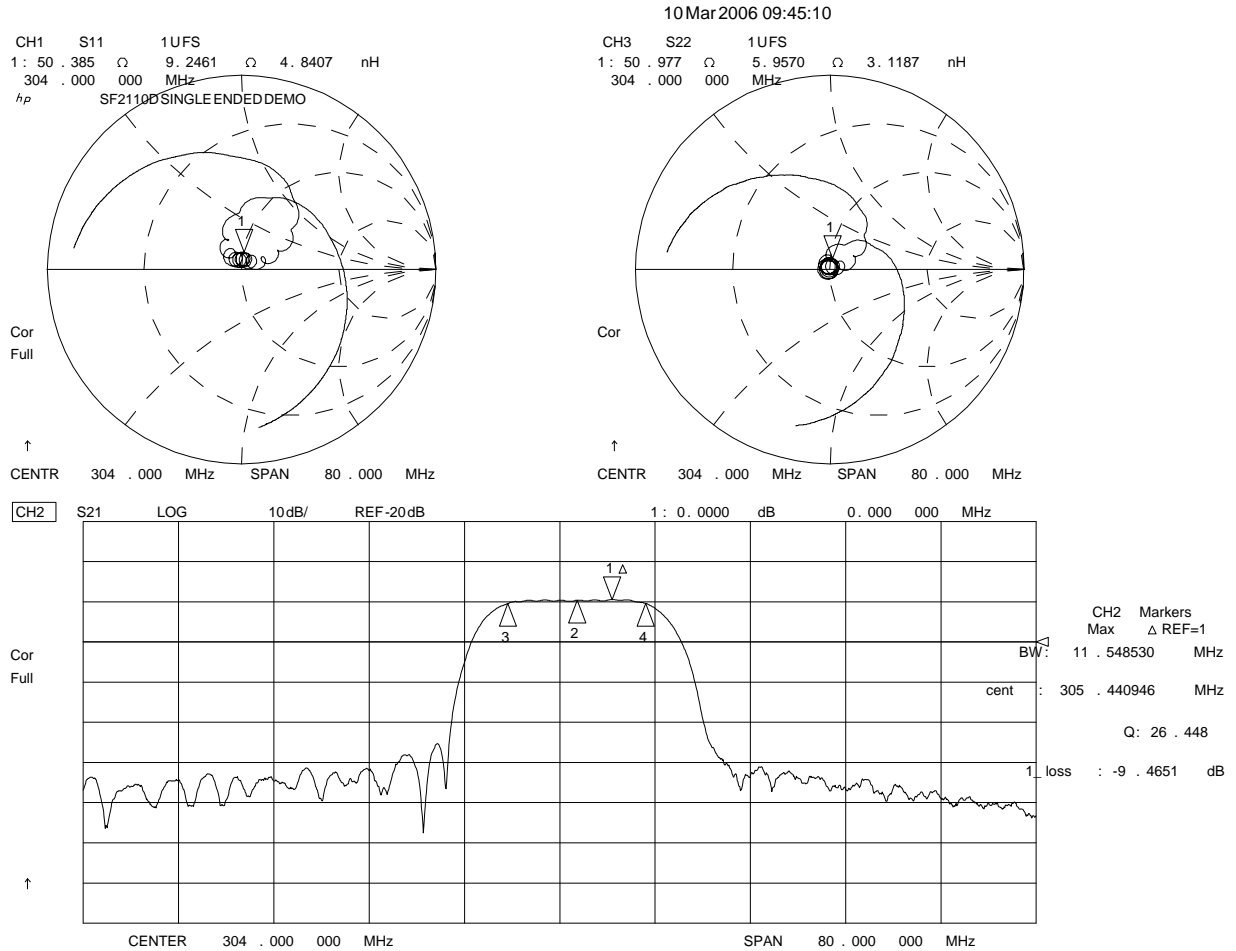 10 Mar 2006 09:45:10
CH1 S11 1 U FS
1 : 50 . 385 Ω 9 . 2461 Ω 4 . 8407 nH
304 . 000 000 MHz
hp SF2110D SINGLE ENDED DEMO
1
Cor
Full
↑
CENTR 304 . 000 MHz SPAN 80 . 000 MHz
CH3 S22 1 U FS
1 : 50 . 977 Ω 5 . 9570 Ω 3 . 1187 nH
304 . 000 000 MHz
1
Cor
↑
CENTR 304 . 000 MHz SPAN 80 . 000 MHz
CH2 S21 LOG 10 dB/ REF -20 dB 1 : 0 . 0000 dB 0 . 000 000 MHz
1 Δ
3 2 4
Cor
Full
↑
CH2 Markers
Max Δ REF=1
BW : 11 . 548530 MHz
cent : 305 . 440946 MHz
Q: 26 . 448
1_ loss : -9 . 4651 dB
CENTER 304 . 000 000 MHz SPAN 80 . 000 000 MHz